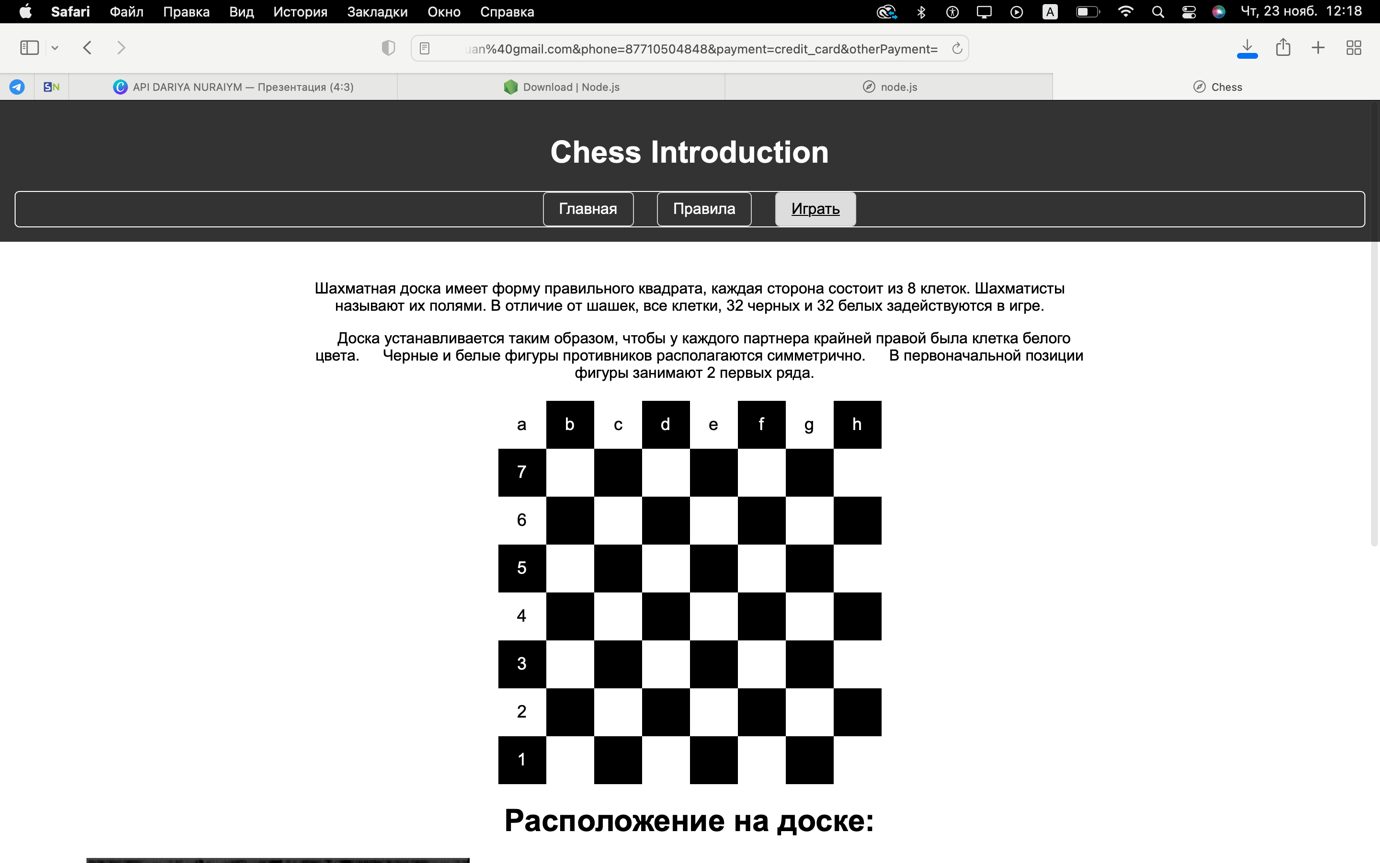 Safari Файл Правка Вид История Закладки Окно Справка A Чт, 23 нояб. 12:18
an%40gmail.com&phone=87710504848&payment=credit_card&otherPayment=
SN API DARIYA NURAIYM — Презентация (4:3) Download | Node.js node.js Chess
Chess Introduction
Главная Правила Играть
Шахматная доска имеет форму правильного квадрата, каждая сторона состоит из 8 клеток. Шахматисты
называют их полями. В отличие от шашек, все клетки, 32 черных и 32 белых задействуются в игре.
Доска устанавливается таким образом, чтобы у каждого партнера крайней правой была клетка белого
цвета. Черные и белые фигуры противников располагаются симметрично. В первоначальной позиции
фигуры занимают 2 первых ряда.
a b c d e f g h
7
6
5
4
3
2
1
Расположение на доске: